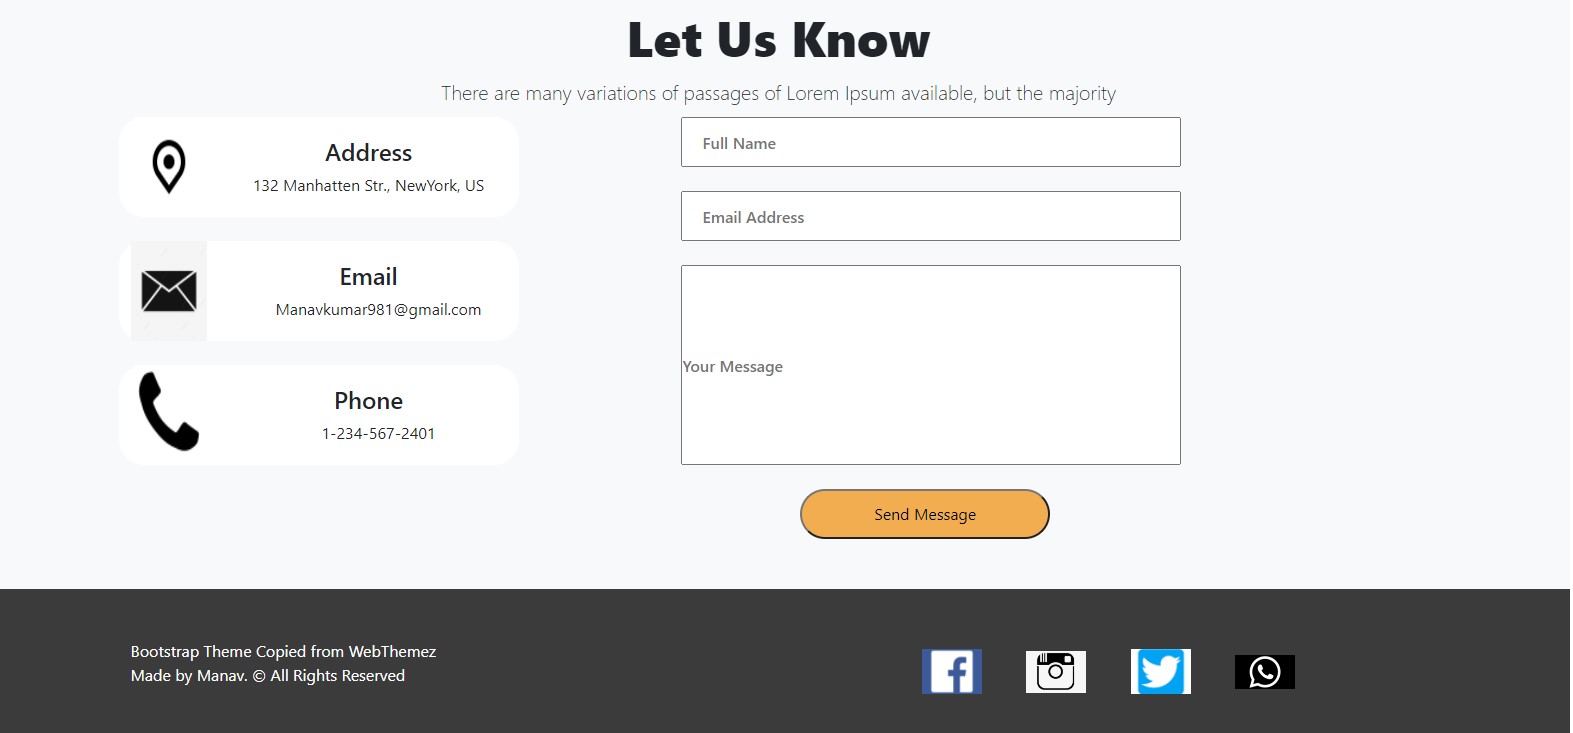 Let Us Know
There are many variations of passages of Lorem Ipsum available, but the majority
Address
132 Manhatten Str., NewYork, US
Email
Manavkumar981@gmail.com
Phone
1-234-567-2401
Full Name
Email Address
Your Message
Send Message
Bootstrap Theme Copied from WebThemez
Made by Manav. © All Rights Reserved